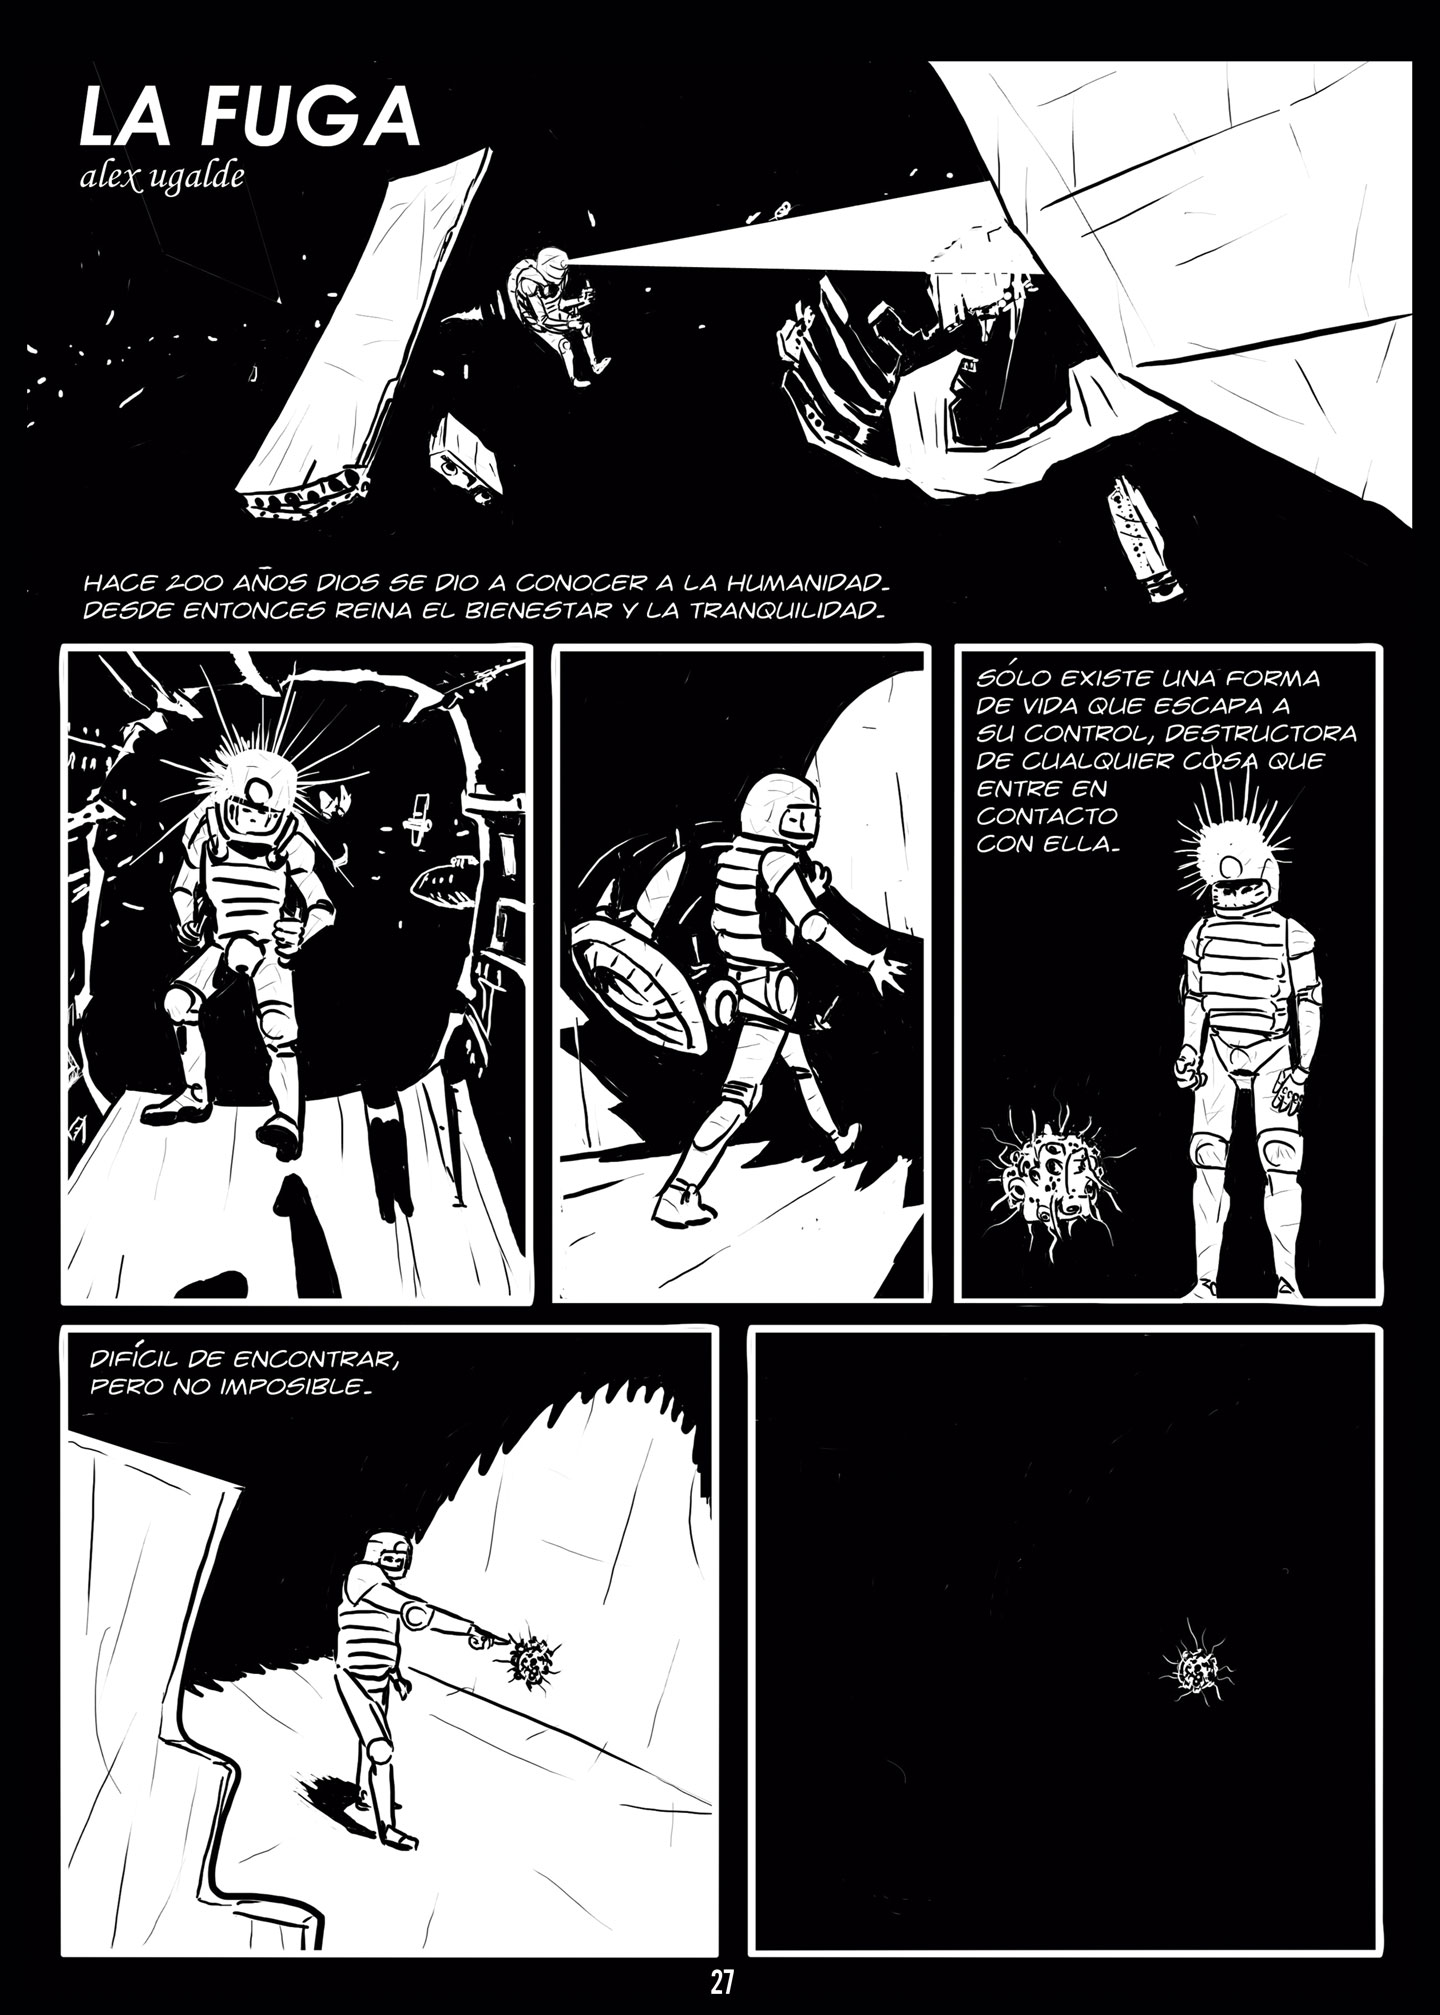 LA FUGA
alex ugalde
HACE 200 AÑOS DIOS SE DIO A CONOCER A LA HUMANIDAD.
DESDE ENTONCES REINA EL BIENESTAR Y LA TRANQUILIDAD.
SÓLO EXISTE UNA FORMA
DE VIDA QUE ESCAPA A
SU CONTROL, DESTRUCTORA
DE CUALQUIER COSA QUE
ENTRE EN
CONTACTO
CON ELLA.
DIFÍCIL DE ENCONTRAR,
PERO NO IMPOSIBLE.
27